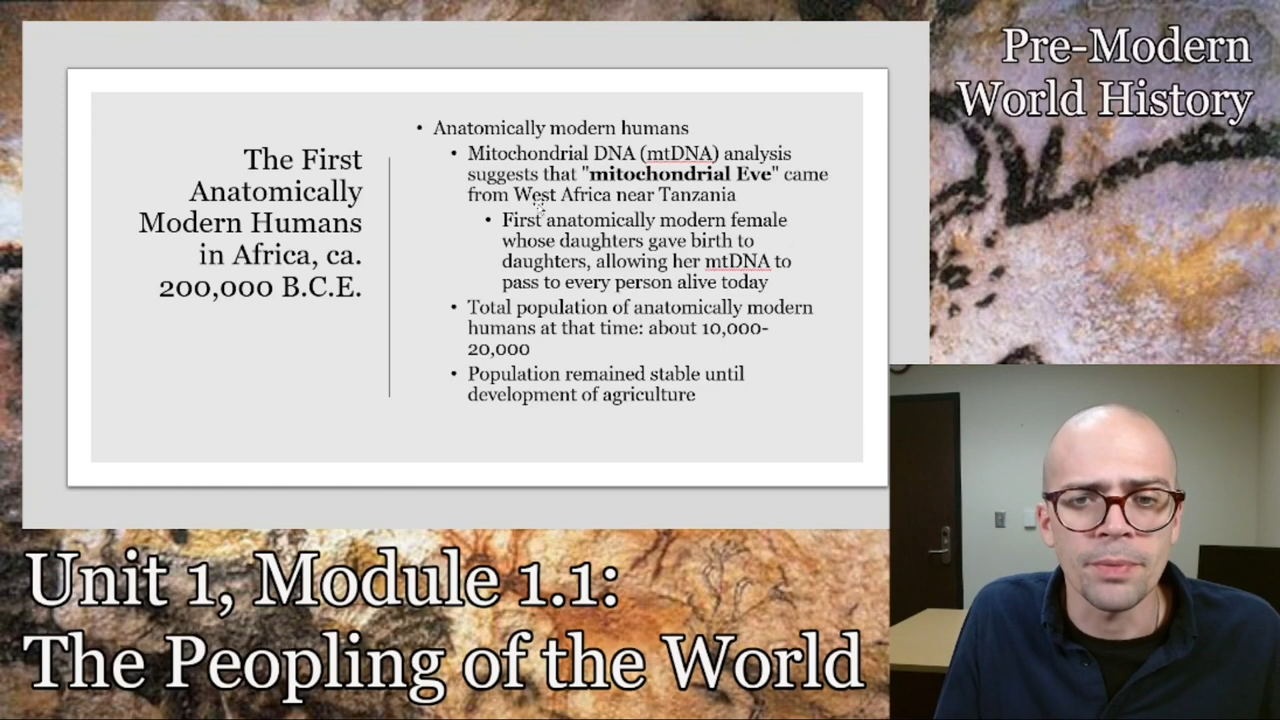 Pre-Modern
World History
The First
Anatomically
Modern Humans
in Africa, ca.
200,000 B.C.E.
• Anatomically modern humans
• Mitochondrial DNA (mtDNA) analysis
suggests that "mitochondrial Eve" came
from West Africa near Tanzania
• First anatomically modern female
whose daughters gave birth to
daughters, allowing her mtDNA to
pass to every person alive today
• Total population of anatomically modern
humans at that time: about 10,000-
20,000
• Population remained stable until
development of agriculture
Unit 1, Module 1.1:
The Peopling of the World